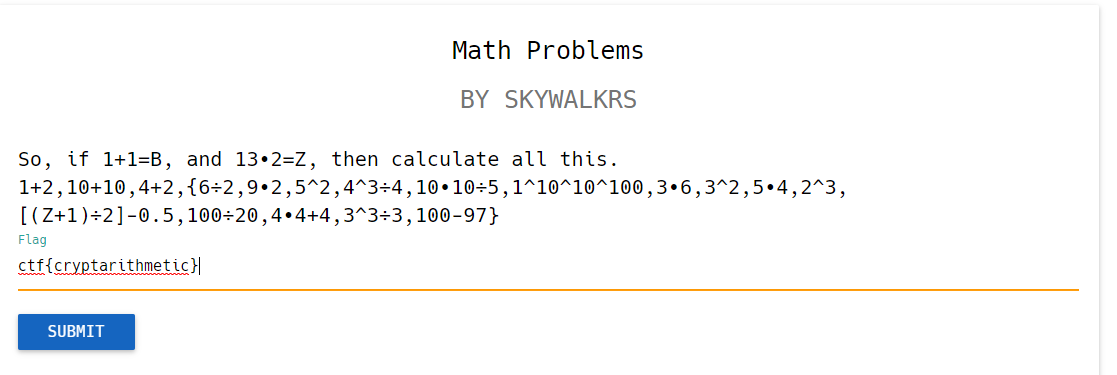 Math Problems
BY SKYWALKRS
So, if 1+1=B, and 13•2=Z, then calculate all this.
1+2,10+10,4+2,{6÷2,9•2,5^2,4^3÷4,10•10÷5,1^10^10^100,3•6,3^2,5•4,2^3,
[(Z+1)÷2]-0.5,100÷20,4•4+4,3^3÷3,100-97}
Flag
ctf{cryptarithmetic}
SUBMIT